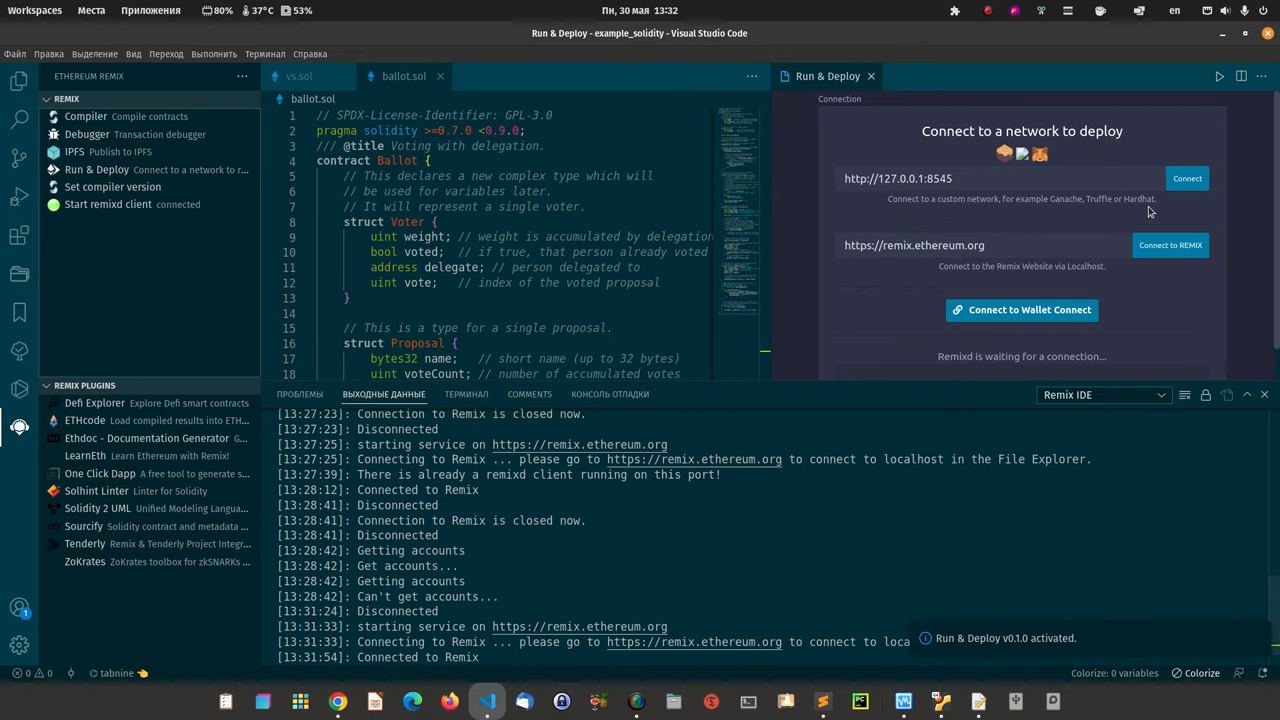 Рабочие столы Места Приложения 80% 37°C 53% Пн, 30 мая 13:32 en
Run & Deploy - example_solidity - Visual Studio Code
Файл Правка Выделение Вид Переход Выполнить Терминал Справка
ETHEREUM REMIX
REMIX
Compiler Compile contracts
Debugger Transaction debugger
IPFS Publish to IPFS
Run & Deploy Connect to a network to r...
Set compiler version
Start remixd client connected
REMIX PLUGINS
Defi Explorer Explore Defi smart contracts
ETHcode Load compiled results into ETH...
Ethdoc - Documentation Generator G...
LearnEth Learn Ethereum with Remix!
One Click Dapp A free tool to generate s...
Solhint Linter Linter for Solidity
Solidity 2 UML Unified Modeling Langua...
Sourcify Solidity contract and metadata ...
Tenderly Remix & Tenderly Project Integr...
ZoKrates ZoKrates toolbox for zkSNARKs ...
1
vs.sol ballot.sol
ballot.sol
1 // SPDX-License-Identifier: GPL-3.0
2 pragma solidity >=0.7.0 <0.9.0;
3 /// @title Voting with delegation.
4 contract Ballot {
5 // This declares a new complex type which will
6 // be used for variables later.
7 // It will represent a single voter.
8 struct Voter {
9 uint weight; // weight is accumulated by delegation
10 bool voted; // if true, that person already voted
11 address delegate; // person delegated to
12 uint vote; // index of the voted proposal
13 }
14
15 // This is a type for a single proposal.
16 struct Proposal {
17 bytes32 name; // short name (up to 32 bytes)
18 uint voteCount; // number of accumulated votes
Run & Deploy
Connection
Connect to a network to deploy
http://127.0.0.1:8545 Connect
Connect to a custom network, for example Ganache, Truffle or Hardhat.
https://remix.ethereum.org Connect to REMIX
Connect to the Remix Website via Localhost.
Connect to Wallet Connect
Remixd is waiting for a connection...
ПРОБЛЕМЫ ВЫХОДНЫЕ ДАННЫЕ ТЕРМИНАЛ COMMENTS КОНСОЛЬ ОТЛАДКИ Remix IDE
[13:27:23]: Connection to Remix is closed now.
[13:27:23]: Disconnected
[13:27:25]: starting service on https://remix.ethereum.org
[13:27:25]: Connecting to Remix ... please go to https://remix.ethereum.org to connect to localhost in the File Explorer.
[13:27:39]: There is already a remixd client running on this port!
[13:28:12]: Connected to Remix
[13:28:41]: Disconnected
[13:28:41]: Connection to Remix is closed now.
[13:28:41]: Disconnected
[13:28:42]: Getting accounts
[13:28:42]: Get accounts...
[13:28:42]: Getting accounts
[13:28:42]: Can't get accounts...
[13:31:24]: Disconnected
[13:31:33]: starting service on https://remix.ethereum.org
[13:31:33]: Connecting to Remix ... please go to https://remix.ethereum.org to connect to loca
[13:31:54]: Connected to Remix
Run & Deploy v0.1.0 activated.
0 0 tabnine Colorize: 0 variables Colorize